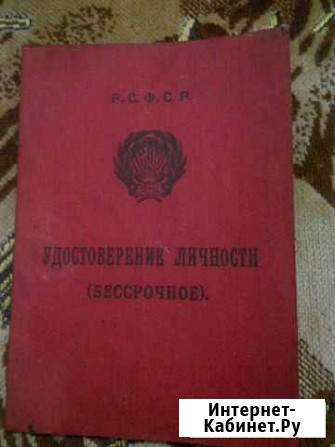 Р. С. Ф. С. Р.
УДОСТОВЕРЕНИЕ ЛИЧНОСТИ
(БЕССРОЧНОЕ).
Интернет-
Кабинет.Ру